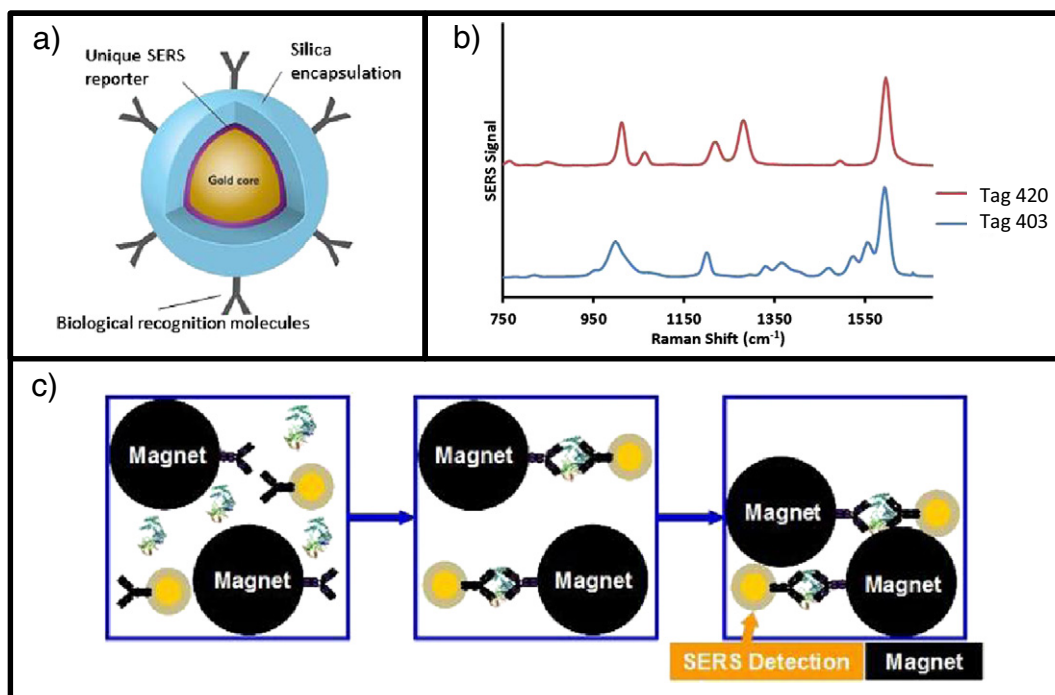 a)
Unique SERS
reporter
Silica
encapsulation
Gold core
Biological recognition molecules
b)
SERS Signal
Tag 420
Tag 403
750 950 1150 1350 1550
Raman Shift (cm⁻¹)
c)
Magnet
Magnet
Magnet
Magnet
Magnet
Magnet
SERS Detection
Magnet